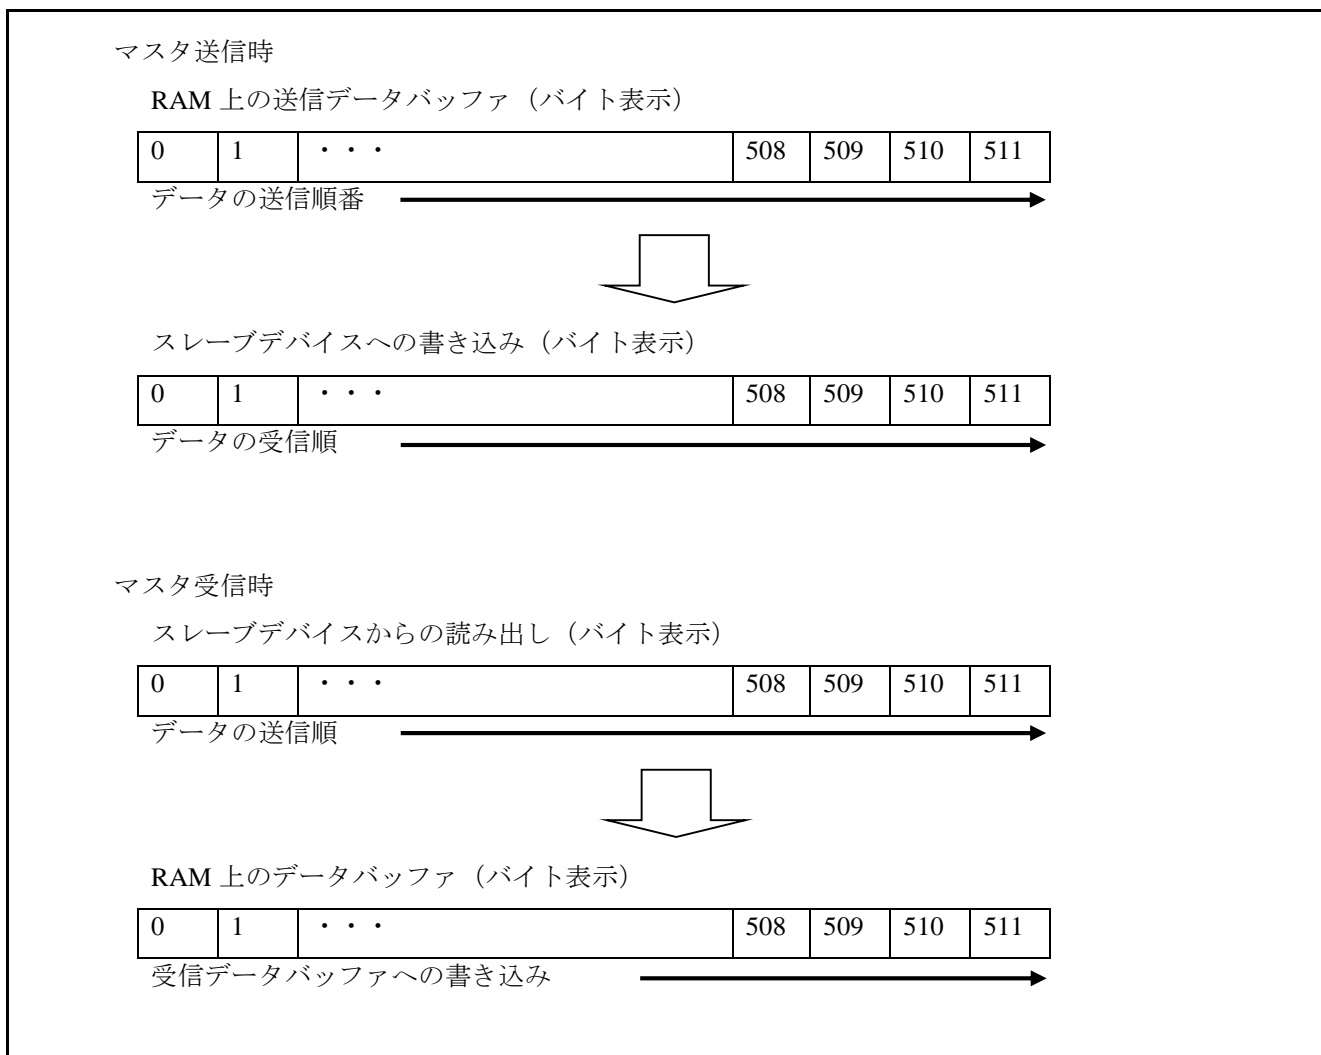 マスタ送信時
RAM 上の送信データバッファ（バイト表示）
0 1 ・・・ 508 509 510 511
データの送信順番
スレーブデバイスへの書き込み（バイト表示）
0 1 ・・・ 508 509 510 511
データの受信順
マスタ受信時
スレーブデバイスからの読み出し（バイト表示）
0 1 ・・・ 508 509 510 511
データの送信順
RAM 上のデータバッファ（バイト表示）
0 1 ・・・ 508 509 510 511
受信データバッファへの書き込み